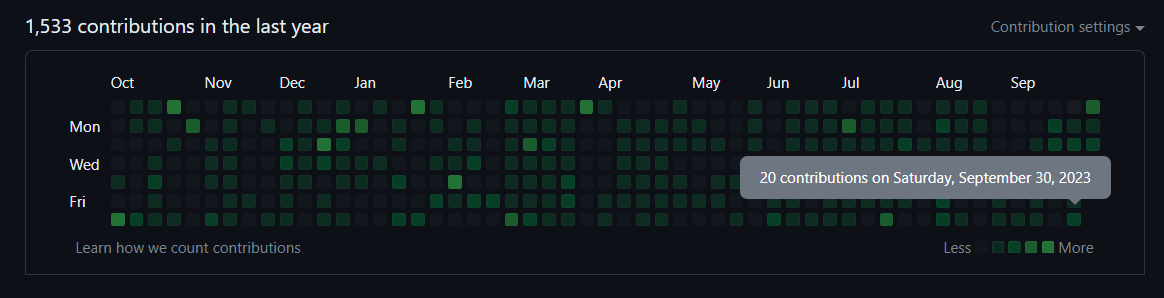 1,533 contributions in the last year
Contribution settings
Oct Nov Dec Jan Feb Mar Apr May Jun Jul Aug Sep
Mon
Wed
20 contributions on Saturday, September 30, 2023
Fri
Learn how we count contributions
Less More